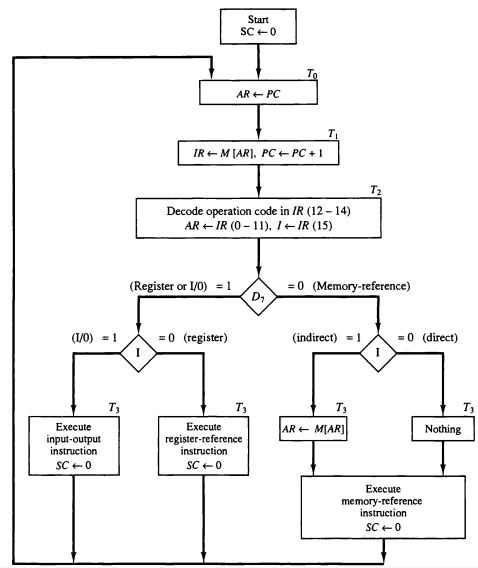 Start
SC ← 0
T0
AR ← PC
T1
IR ← M [AR], PC ← PC + 1
T2
Decode operation code in IR (12 – 14)
AR ← IR (0 – 11), I ← IR (15)
(Register or I/0) = 1
D7
= 0 (Memory-reference)
(I/0) = 1
I
= 0 (register)
(indirect) = 1
I
= 0 (direct)
T3
Execute
input-output
instruction
SC ← 0
T3
Execute
register-reference
instruction
SC ← 0
T3
AR ← M[AR]
T3
Nothing
Execute
memory-reference
instruction
SC ← 0